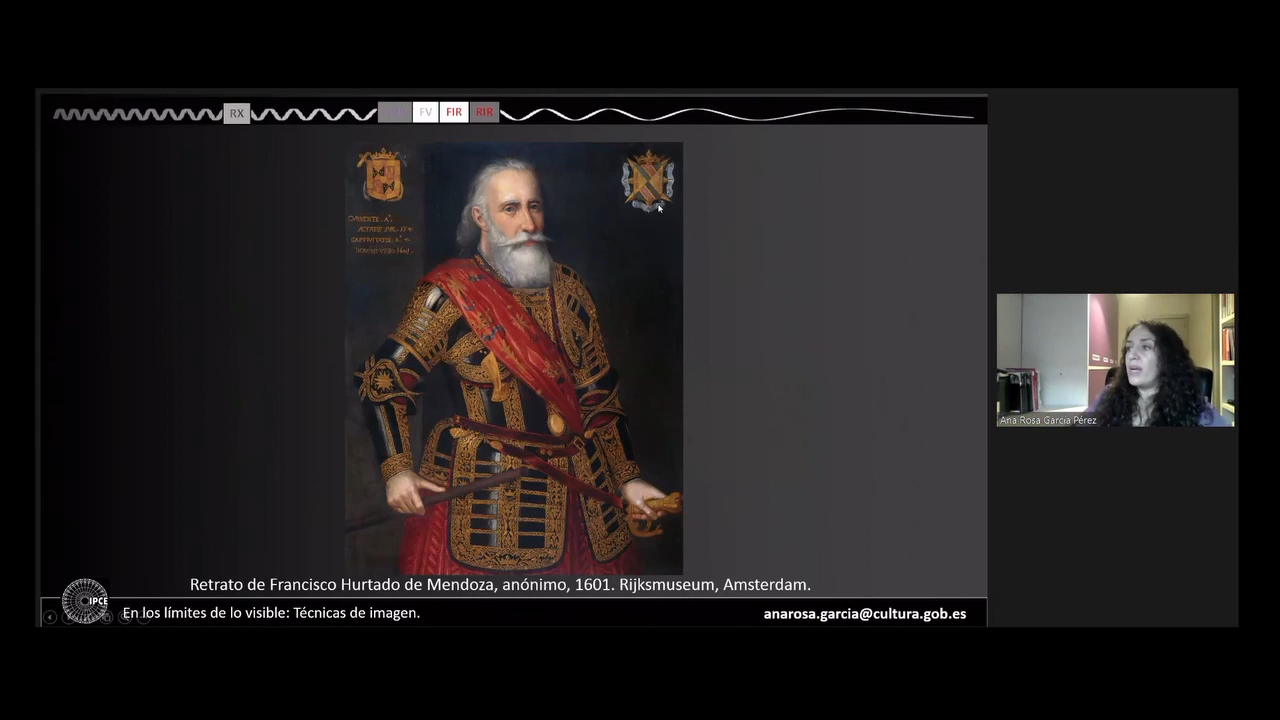 RX
FV
FIR
RIR
Retrato de Francisco Hurtado de Mendoza, anónimo, 1601. Rijksmuseum, Amsterdam.
IPCE
En los límites de lo visible: Técnicas de imagen.
anarosa.garcia@cultura.gob.es
Ana Rosa García Pérez